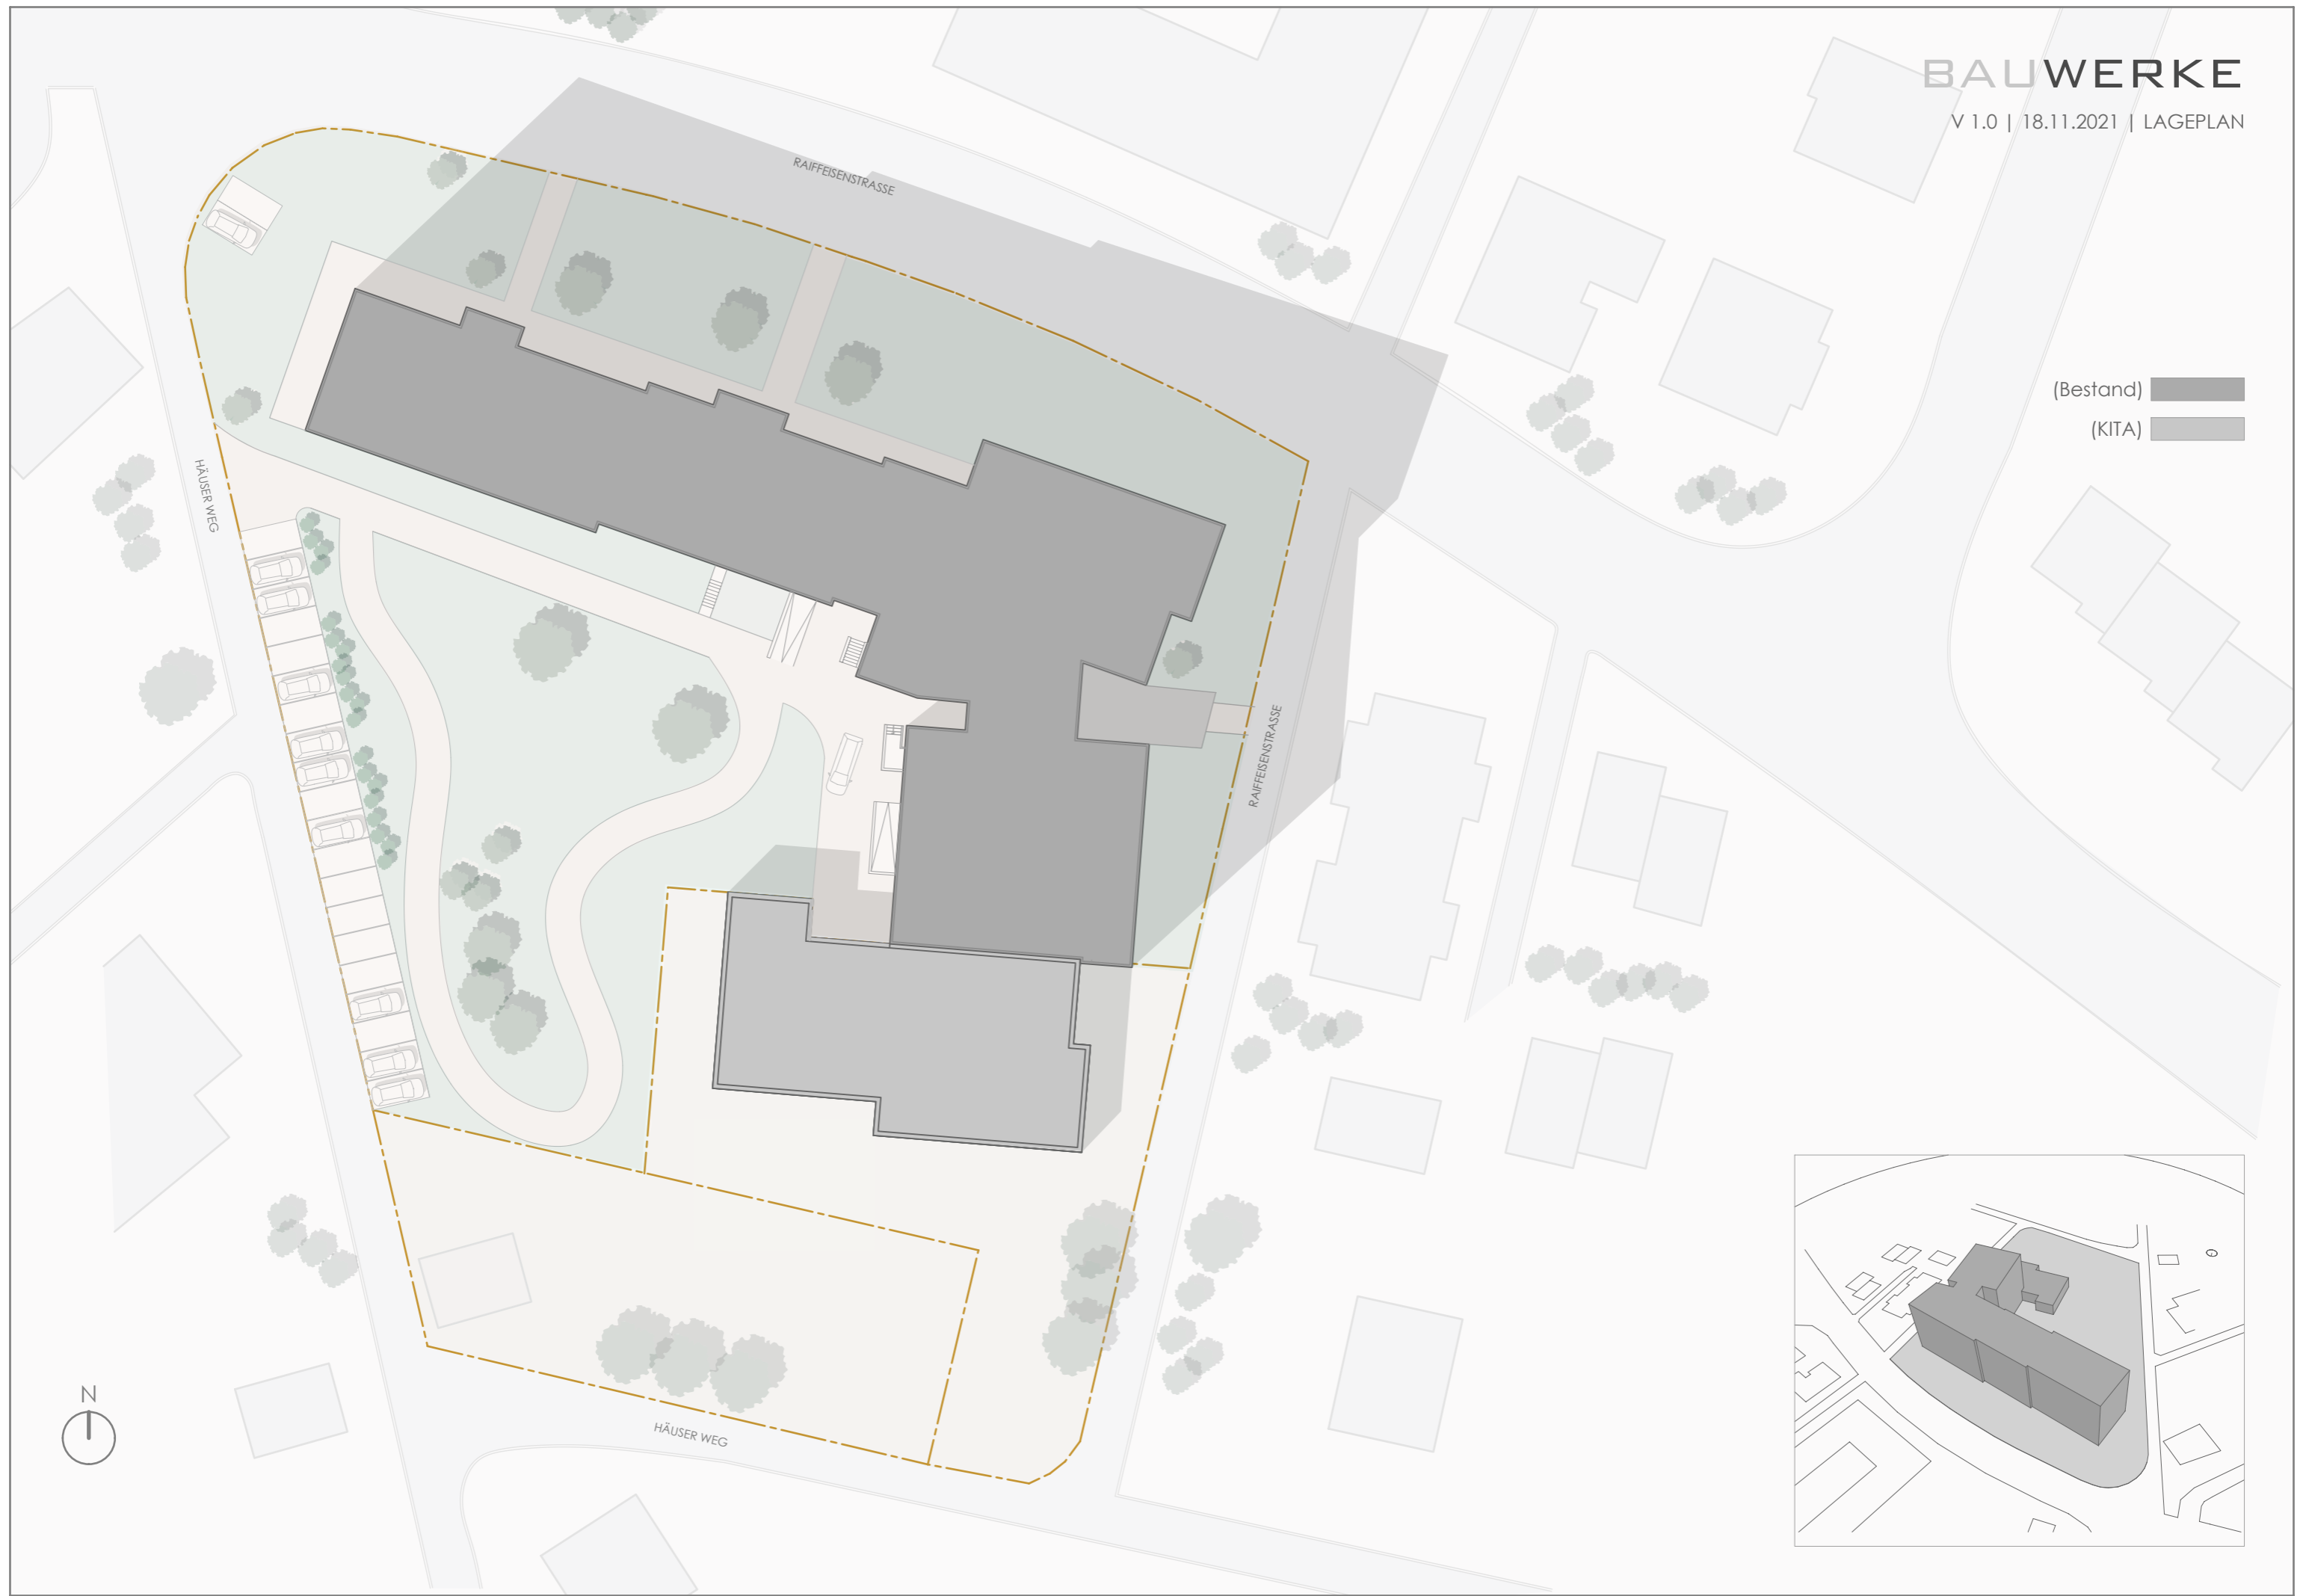 BAUWERKE
V 1.0 | 18.11.2021 | LAGEPLAN
RAIFFEISENSTRASSE
(Bestand)
(KITA)
HÄUSER WEG
RAIFFEISENSTRASSE
N
HÄUSER WEG